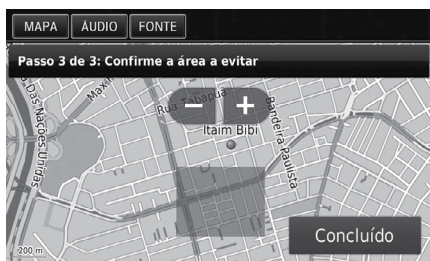 MAPA ÁUDIO FONTE
Passo 3 de 3: Confirme a área a evitar
Rua Tabapuã
Itaim Bibi
Bandeira Paulista
Das Nações Unidas
Concluído
200 m